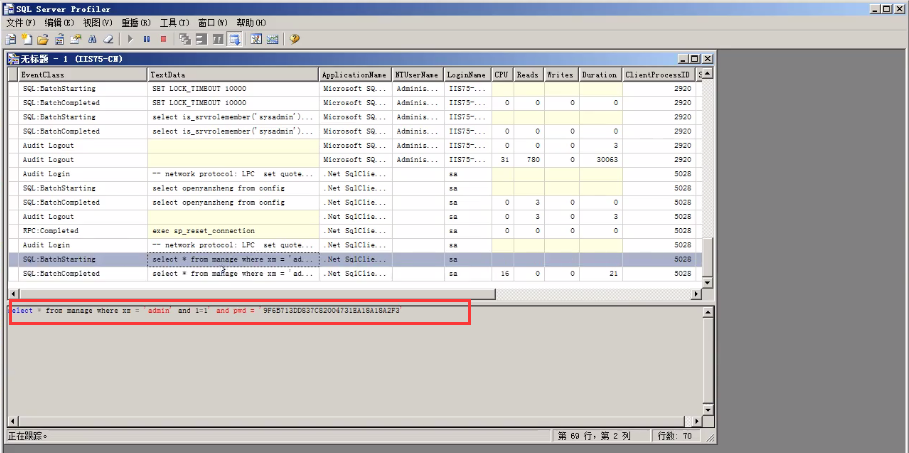 SQL Server Profiler
文件(F) 编辑(E) 视图(V) 重播(R) 工具(T) 窗口(W) 帮助(H)
无标题 - 1 (IIS75-CN)
EventClass TextData ApplicationName NTUserName LoginName CPU Reads Writes Duration ClientProcessID S
SQL:BatchStarting SET LOCK_TIMEOUT 10000 Microsoft SQ... Adminis... IIS75-... 2920
SQL:BatchCompleted SET LOCK_TIMEOUT 10000 Microsoft SQ... Adminis... IIS75-... 0 0 0 0 2920
SQL:BatchStarting select is_srvrolemember('sysadmin')... Microsoft SQ... Adminis... IIS75-... 2920
SQL:BatchCompleted select is_srvrolemember('sysadmin')... Microsoft SQ... Adminis... IIS75-... 0 0 0 0 2920
Audit Logout Microsoft SQ... Adminis... IIS75-... 0 0 0 3 2920
Audit Logout Microsoft SQ... Adminis... IIS75-... 31 780 0 30063 2920
Audit Login -- network protocol: LPC set quote... .Net SqlClie... sa 5028
SQL:BatchStarting select openyanzheng from config .Net SqlClie... sa 5028
SQL:BatchCompleted select openyanzheng from config .Net SqlClie... sa 0 3 0 0 5028
Audit Logout .Net SqlClie... sa 0 3 0 3 5028
RPC:Completed exec sp_reset_connection .Net SqlClie... sa 0 0 0 0 5028
Audit Login -- network protocol: LPC set quote... .Net SqlClie... sa 5028
SQL:BatchStarting select * from manage where xm = 'ad... .Net SqlClie... sa 5028
SQL:BatchCompleted select * from manage where xm = 'ad... .Net SqlClie... sa 16 0 0 21 5028
select * from manage where xm = 'admin' and 1=1' and pwd =
正在跟踪。 第 69 行，第 2 列 行数: 70